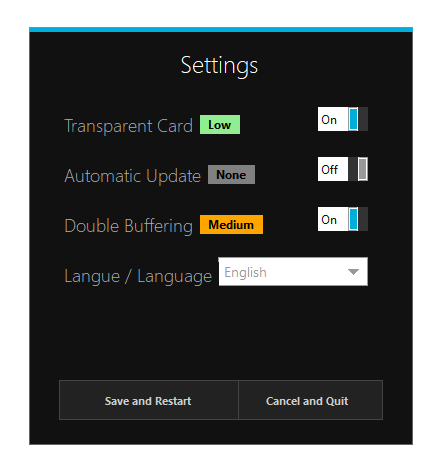 Settings
Transparent Card Low On
Automatic Update None Off
Double Buffering Medium On
Langue / Language English
Save and Restart Cancel and Quit